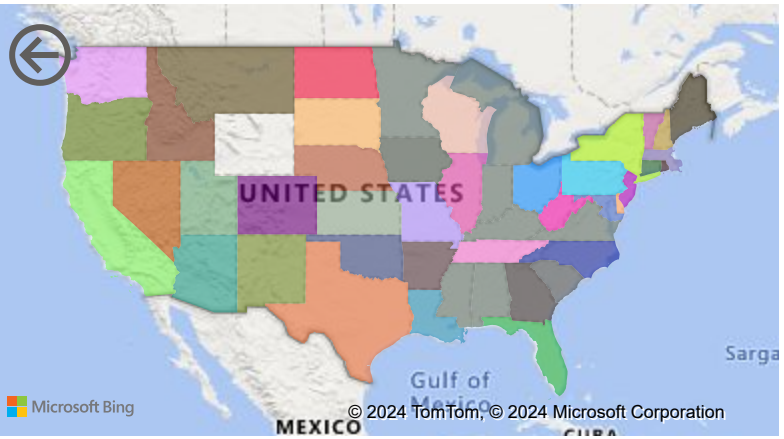 UNITED STATES
Sarga
Gulf of
Mexico
Microsoft Bing
© 2024 TomTom, © 2024 Microsoft Corporation
MEXICO
CUBA